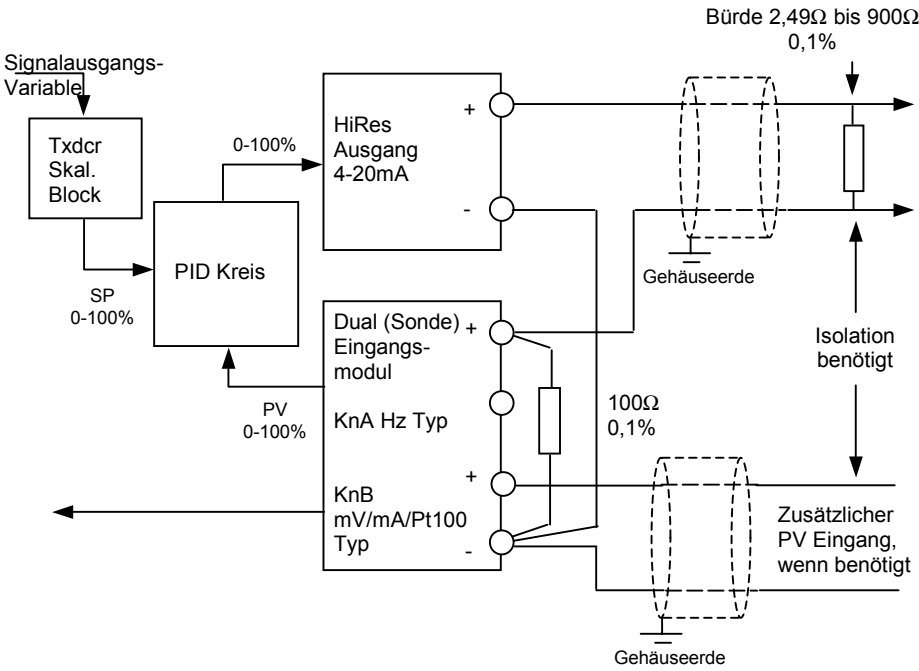 Bürde 2,49Ω bis 900Ω
0,1%
Signalausgangs-
Variable
Txdcr
Skal.
Block
0-100%
HiRes
Ausgang
4-20mA
+
-
PID Kreis
SP
0-100%
Gehäuseerde
Dual (Sonde)
Eingangs-
modul
+
KnA Hz Typ
PV
0-100%
100Ω
0,1%
Isolation
benötigt
+
KnB
mV/mA/Pt100
Typ
-
Zusätzlicher
PV Eingang,
wenn benötigt
Gehäuseerde